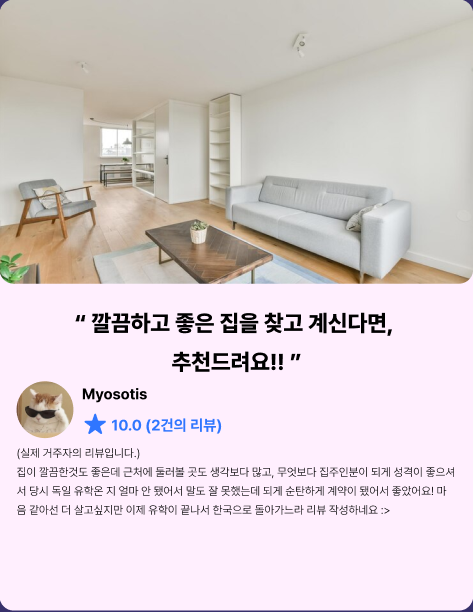 “ 깔끔하고 좋은 집을 찾고 계신다면,
추천드려요!! ”
Myosotis
10.0 (2건의 리뷰)
(실제 거주자의 리뷰입니다.)
집이 깔끔한것도 좋은데 근처에 둘러볼 곳도 생각보다 많고, 무엇보다 집주인분이 되게 성격이 좋으셔
서 당시 독일 유학온 지 얼마 안 됐어서 말도 잘 못했는데 되게 순탄하게 계약이 됐어서 좋았어요! 마
음 같아선 더 살고싶지만 이제 유학이 끝나서 한국으로 돌아가느라 리뷰 작성하네요 :>